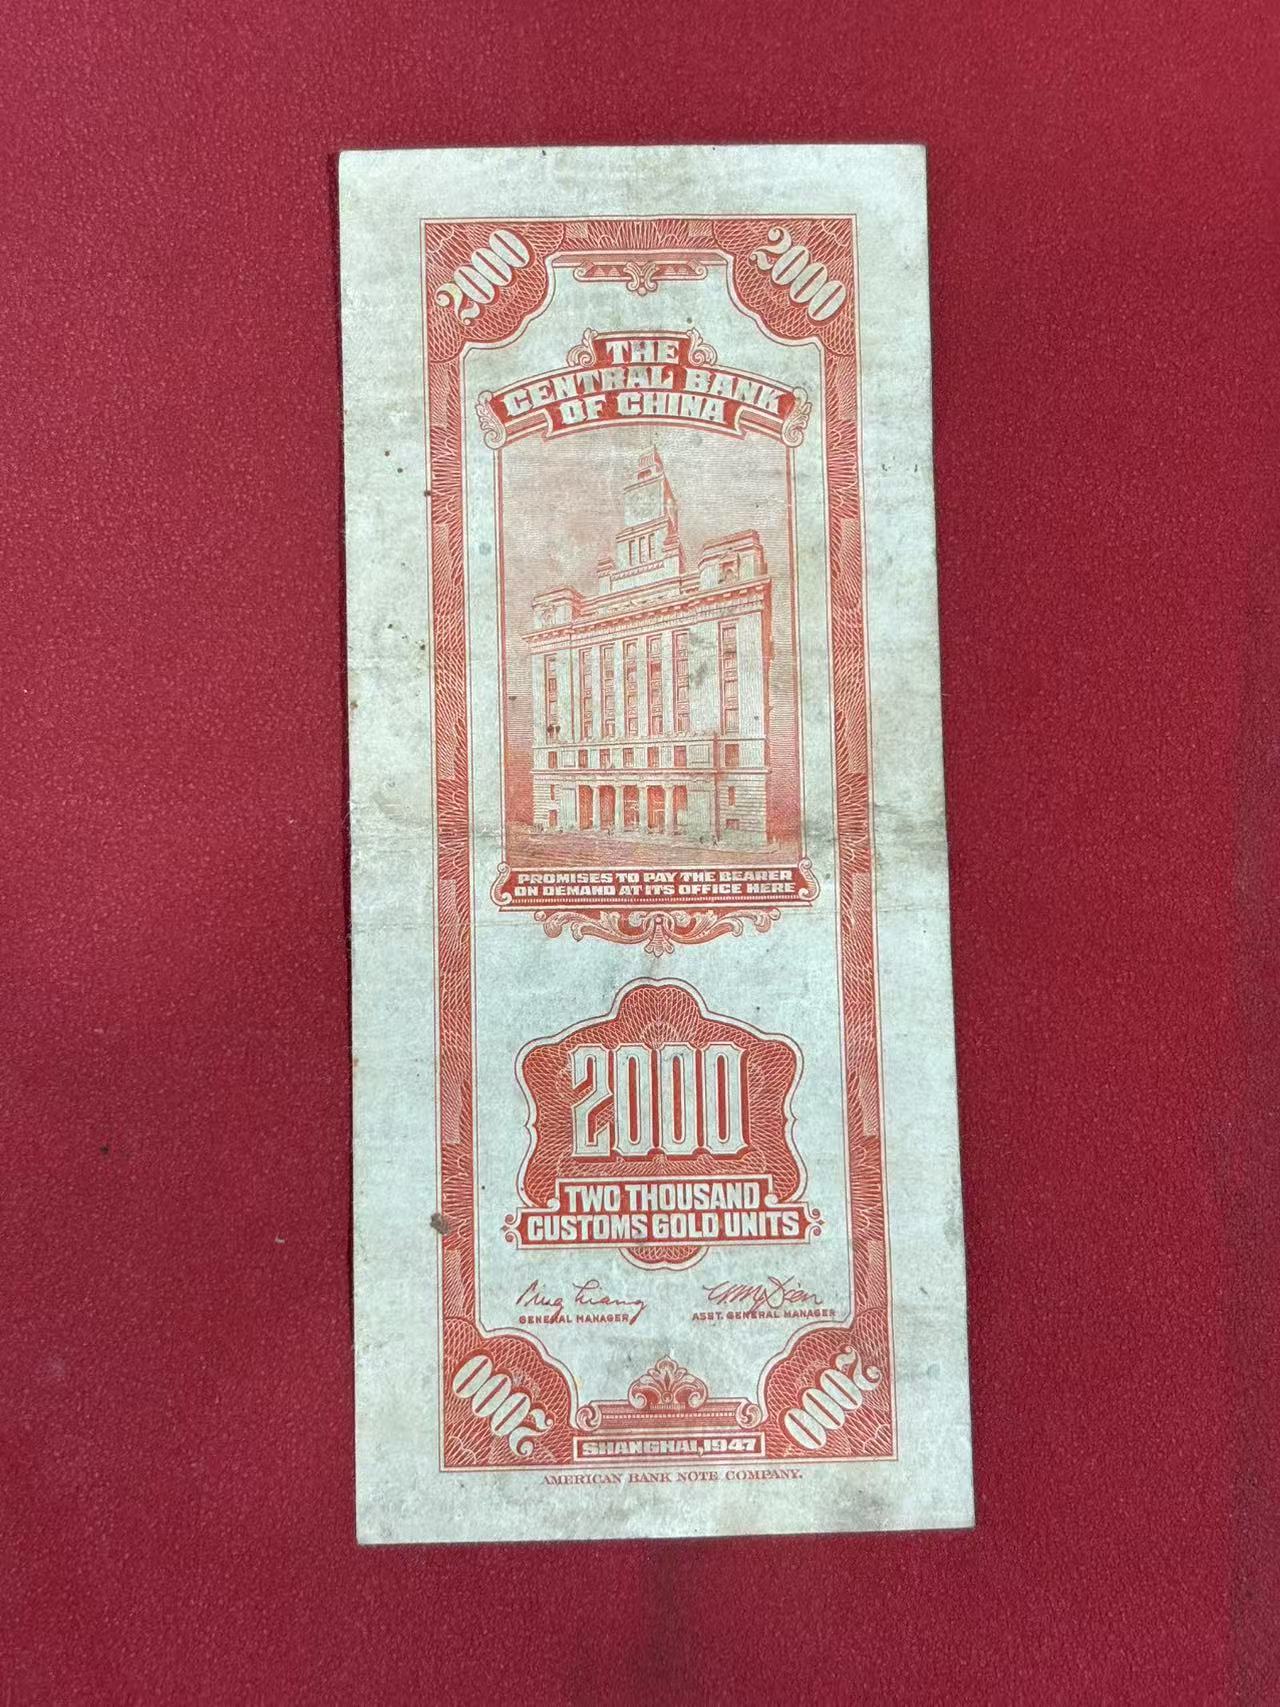 2000 2000
THE
CENTRAL BANK
OF CHINA
PROMISES TO PAY THE BEARER
ON DEMAND AT ITS OFFICE HERE
2000
TWO THOUSAND
CUSTOMS GOLD UNITS
GENERAL MANAGER ASST. GENERAL MANAGER
2000 2000
SHANGHAI, 1947
AMERICAN BANK NOTE COMPANY.